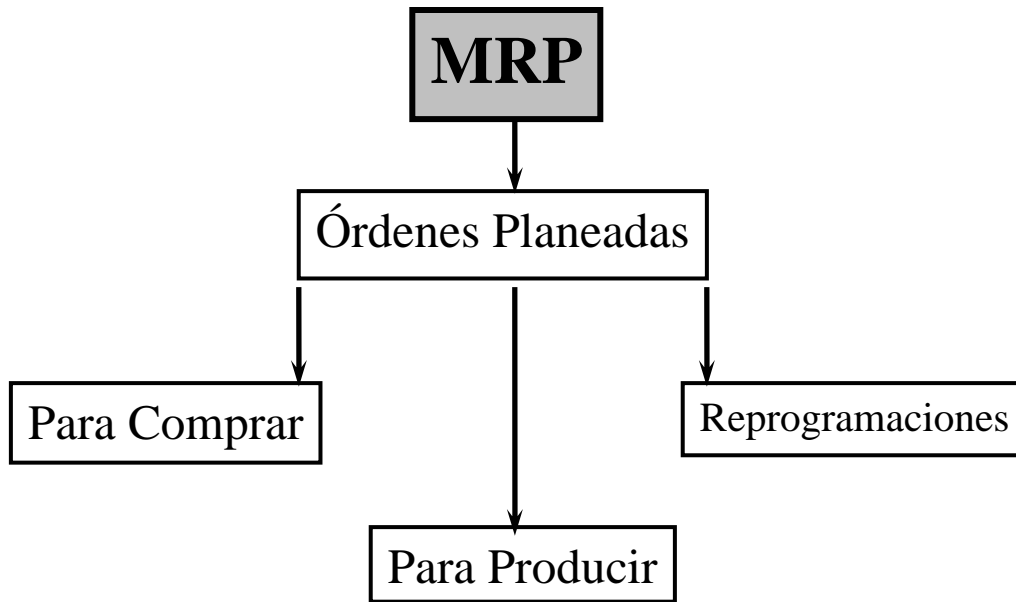 MRP
Órdenes Planeadas
Para Comprar
Reprogramaciones
Para Producir